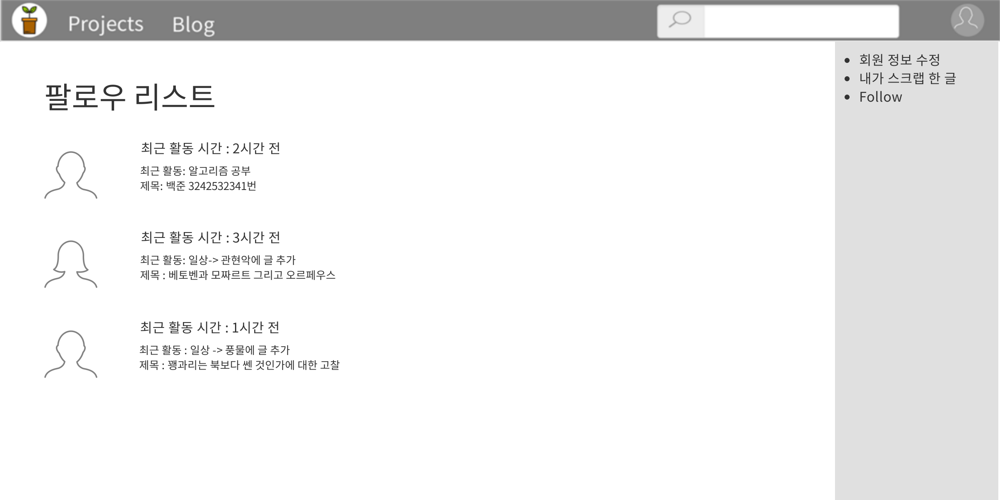 Projects
Blog
회원 정보 수정
내가 스크랩 한 글
Follow
팔로우 리스트
최근 활동 시간 : 2시간 전
최근 활동: 알고리즘 공부
제목: 백준 3242532341번
최근 활동 시간 : 3시간 전
최근 활동: 일상-> 관현악에 글 추가
제목 : 베토벤과 모짜르트 그리고 오르페우스
최근 활동 시간 : 1시간 전
최근 활동 : 일상 -> 풍물에 글 추가
제목 : 꽹과리는 북보다 쎈 것인가에 대한 고찰